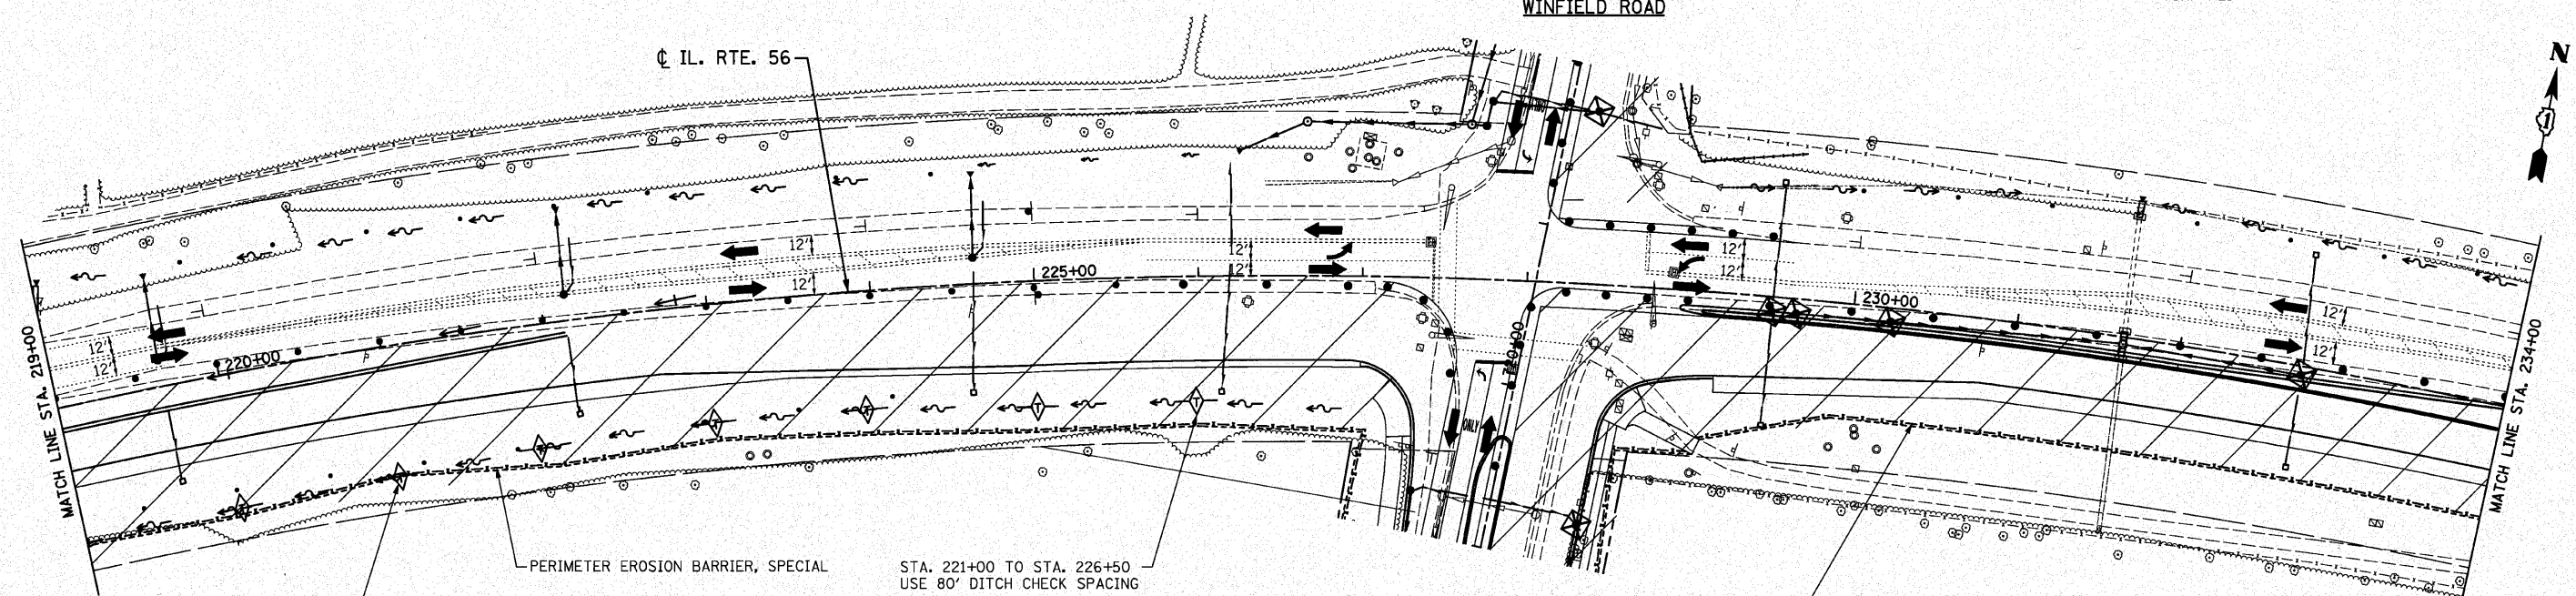 WINFIELD ROAD
℄ IL. RTE. 56
N
1
12'
12'
12'
12'
12'
12'
12'
12'
12'
12'
225+00
230+00
220+00
ONLY
T
T
T
T
T
T
T
MATCH LINE STA. 219+00
MATCH LINE STA. 234+00
PERIMETER EROSION BARRIER, SPECIAL
STA. 221+00 TO STA. 226+50
USE 80' DITCH CHECK SPACING